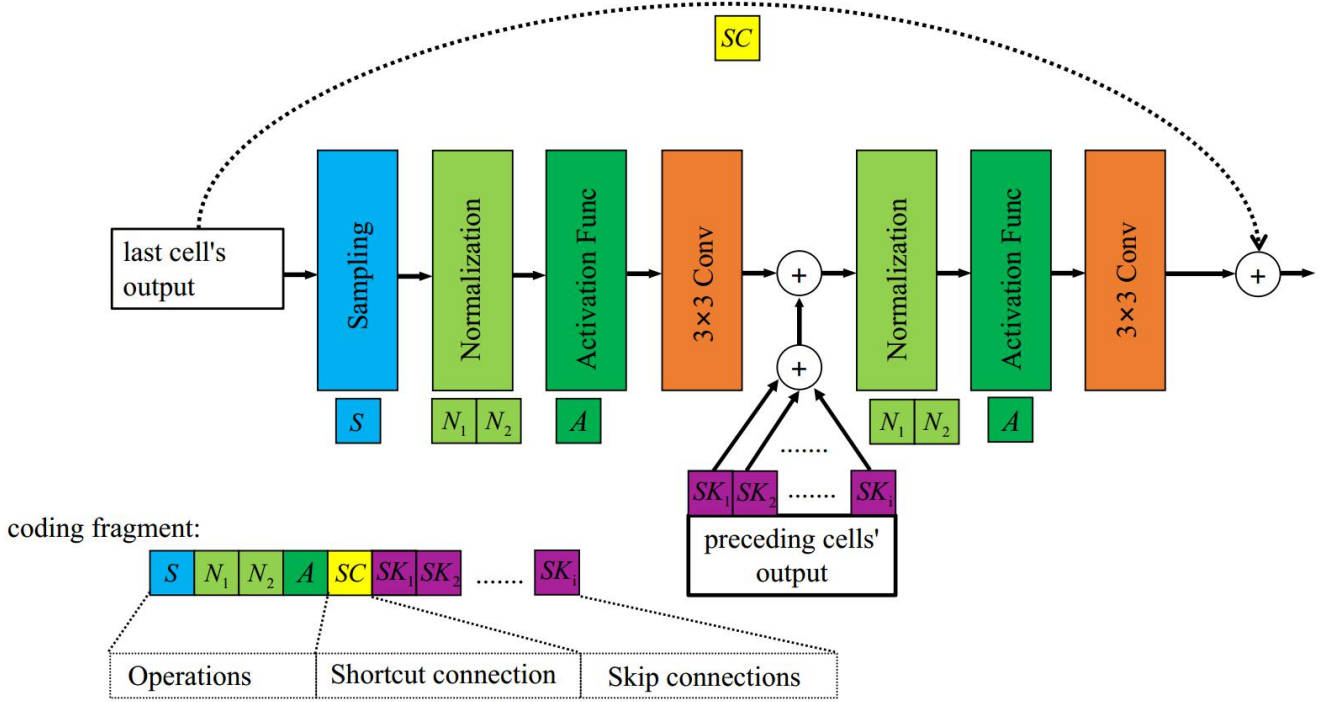 SC
last cell's
output
Sampling
Normalization
Activation Func
3×3 Conv
+
Normalization
Activation Func
3×3 Conv
+
+
S
N₁ N₂
A
N₁ N₂
A
.......
SK₁ SK₂ ....... SKᵢ
preceding cells'
output
coding fragment:
S N₁ N₂ A SC SK₁ SK₂ ....... SKᵢ
Operations
Shortcut connection
Skip connections